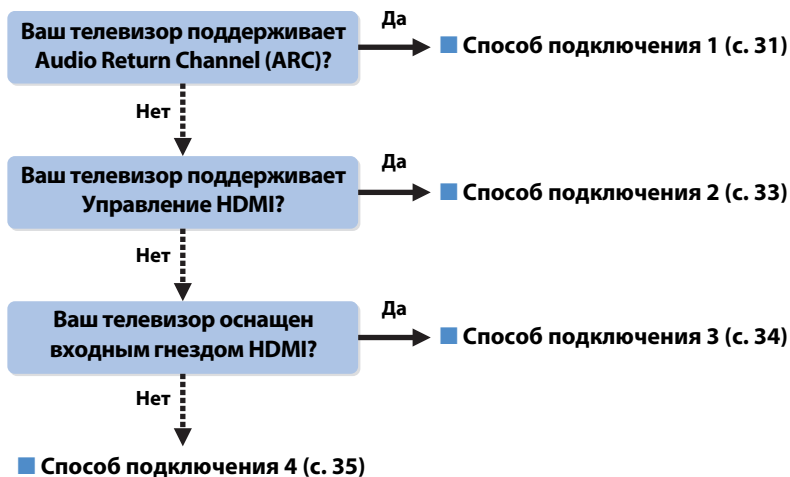 Ваш телевизор поддерживает
Audio Return Channel (ARC)?
Да
■ Способ подключения 1 (с. 31)
Нет
Ваш телевизор поддерживает
Управление HDMI?
Да
■ Способ подключения 2 (с. 33)
Нет
Ваш телевизор оснащен
входным гнездом HDMI?
Да
■ Способ подключения 3 (с. 34)
Нет
■ Способ подключения 4 (с. 35)